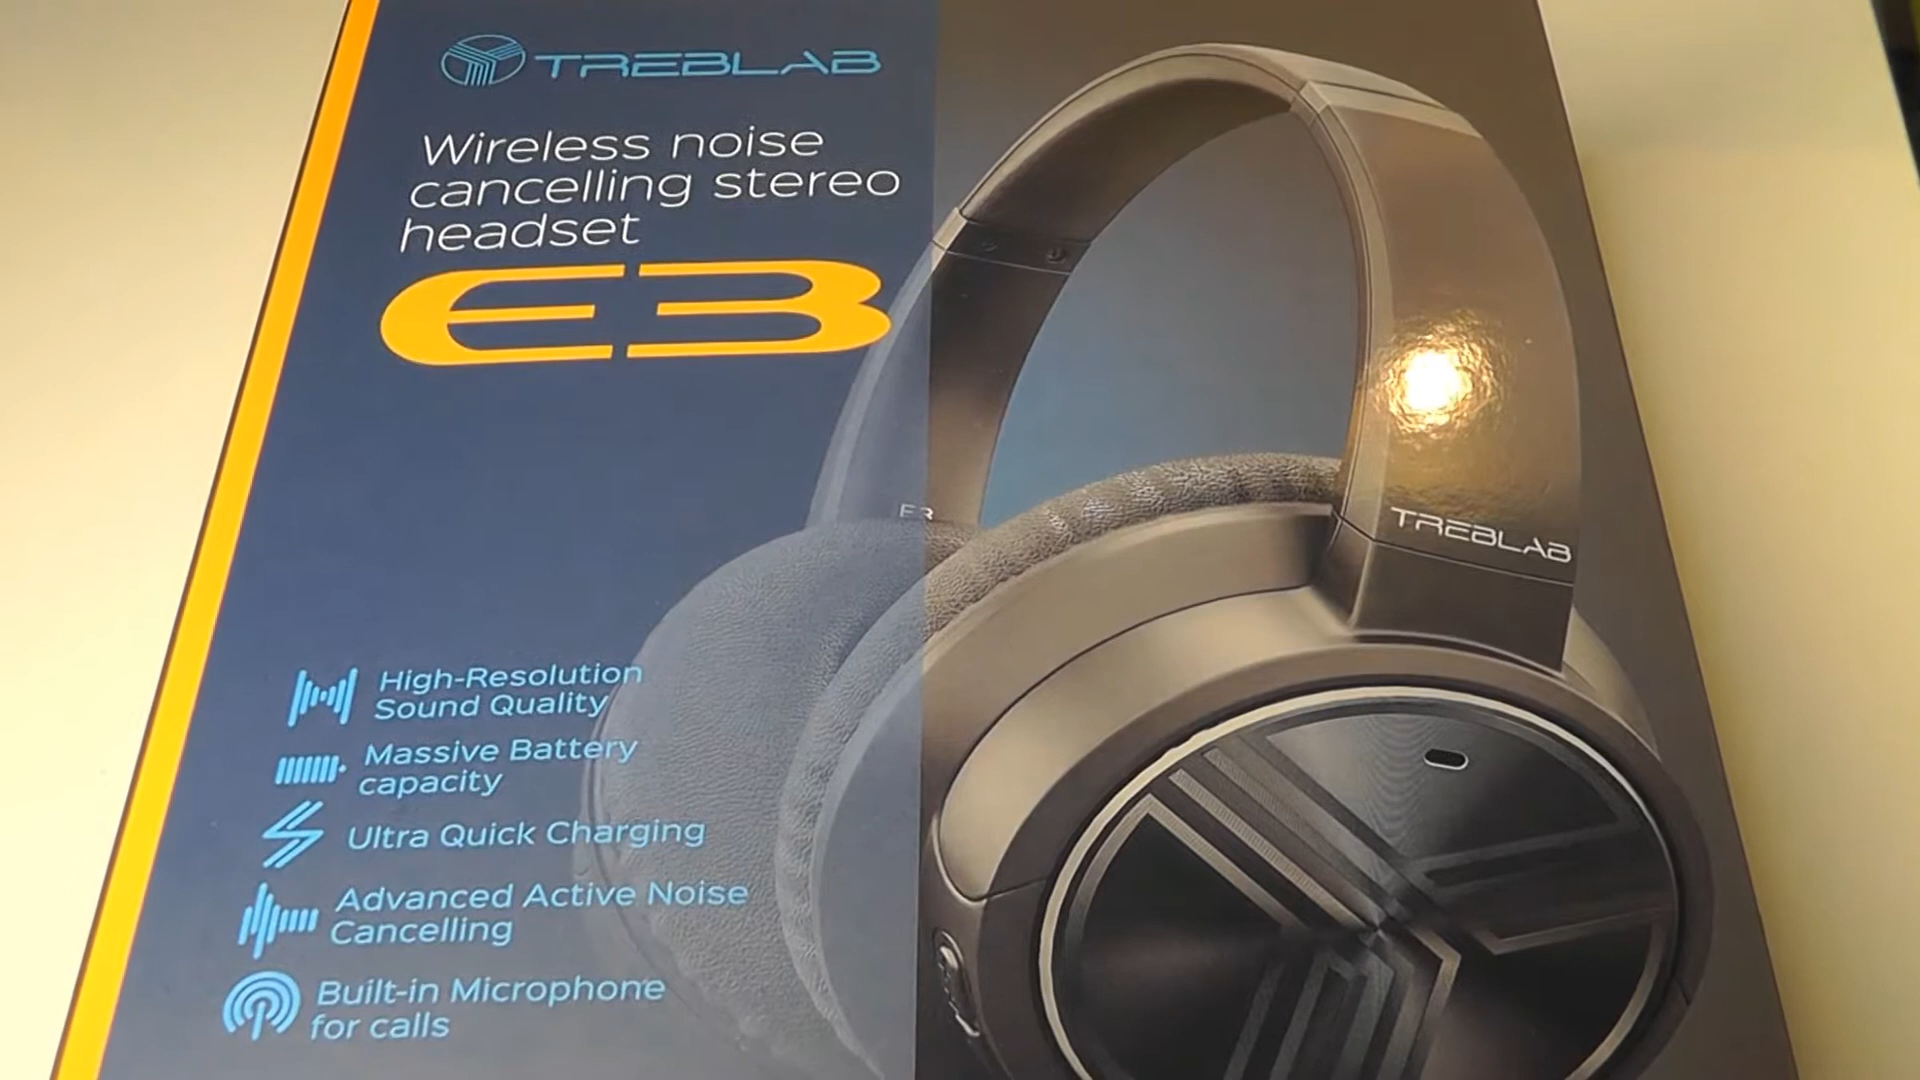 TREBLAB
Wireless noise
cancelling stereo
headset
E3
E3
TREBLAB
High-Resolution
Sound Quality
Massive Battery
capacity
Ultra Quick Charging
Advanced Active Noise
Cancelling
Built-in Microphone
for calls